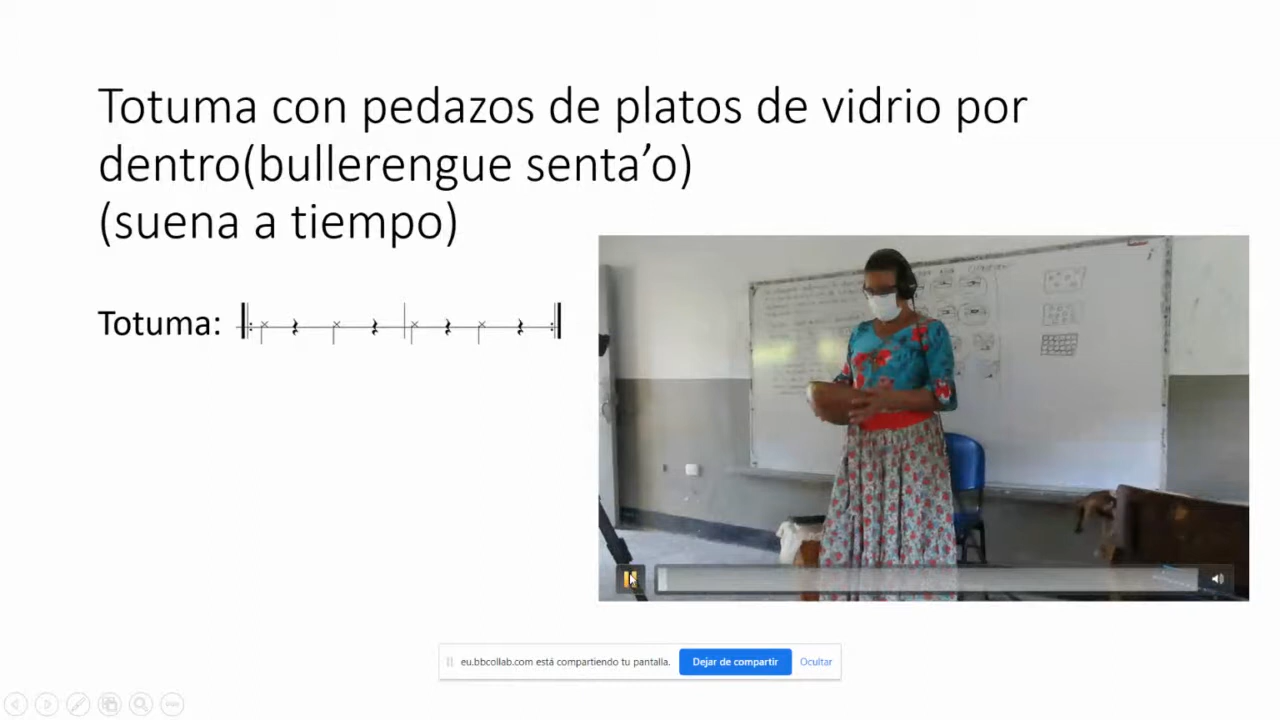 Totuma con pedazos de platos de vidrio por
dentro(bullerengue senta’o)
(suena a tiempo)
Totuma:
eu.bbcollab.com está compartiendo tu pantalla.
Dejar de compartir
Ocultar